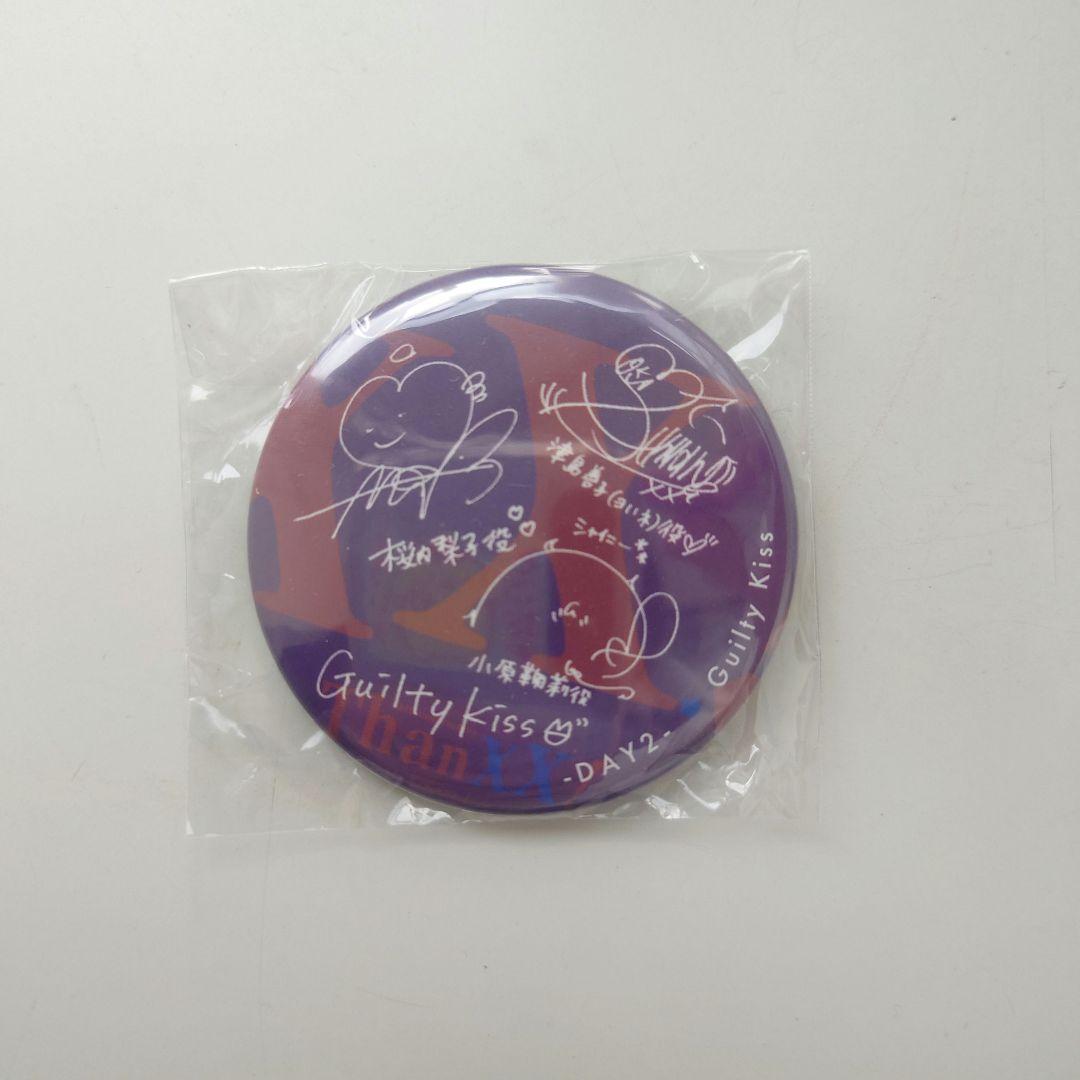 桜内梨子役
津島善子(ヨハネ)役
シャイニー
小原鞠莉役
Guilty Kiss
ThanXX
Guilty Kiss
-DAY2-